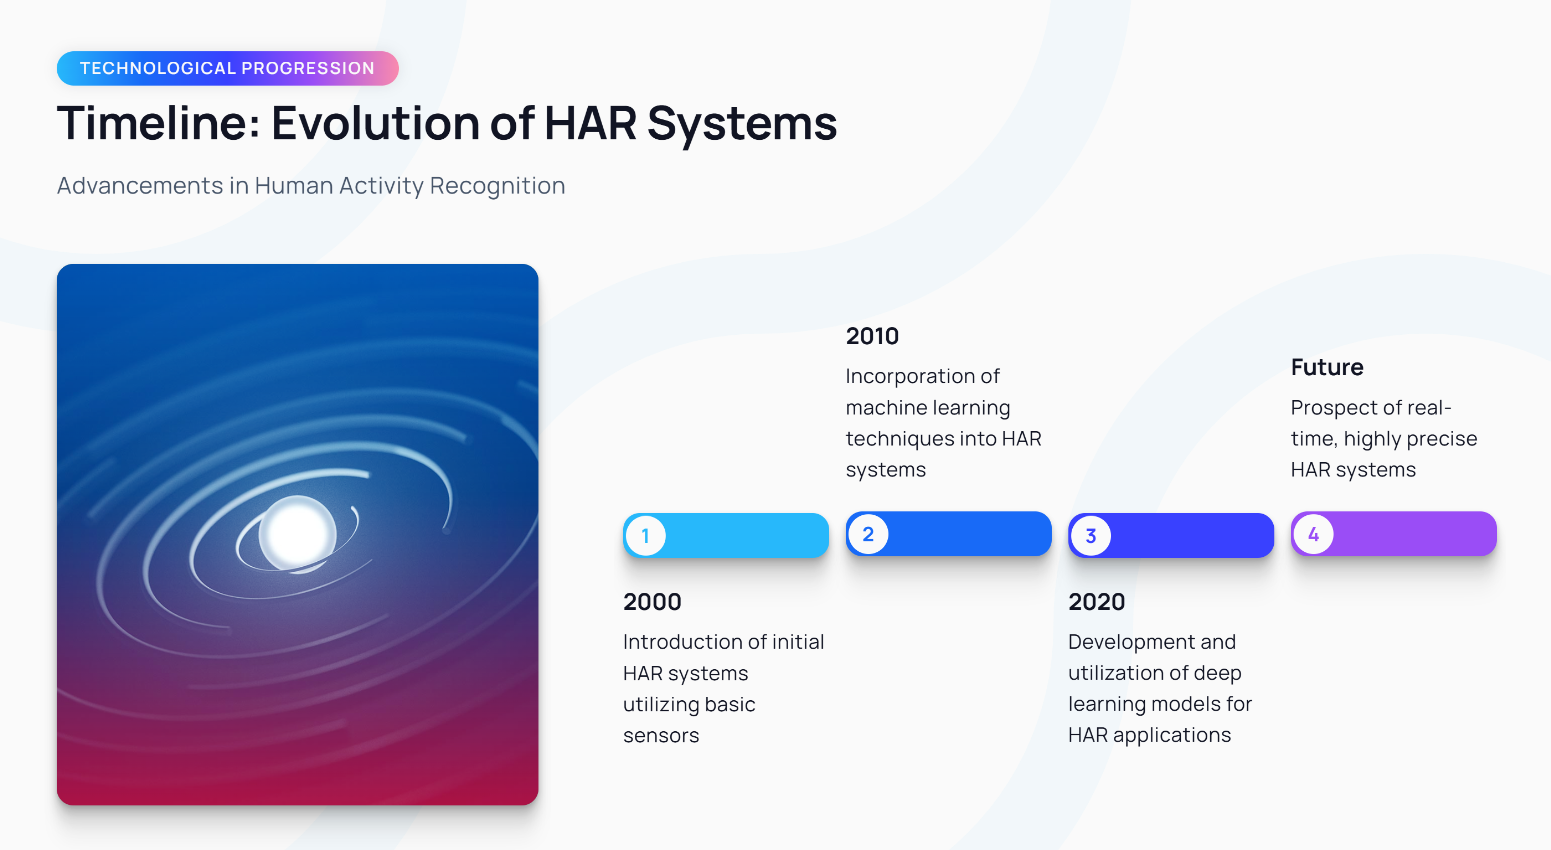 TECHNOLOGICAL PROGRESSION
Timeline: Evolution of HAR Systems
Advancements in Human Activity Recognition
1
2000
Introduction of initial
HAR systems
utilizing basic
sensors
2010
Incorporation of
machine learning
techniques into HAR
systems
2
3
2020
Development and
utilization of deep
learning models for
HAR applications
Future
Prospect of real-
time, highly precise
HAR systems
4